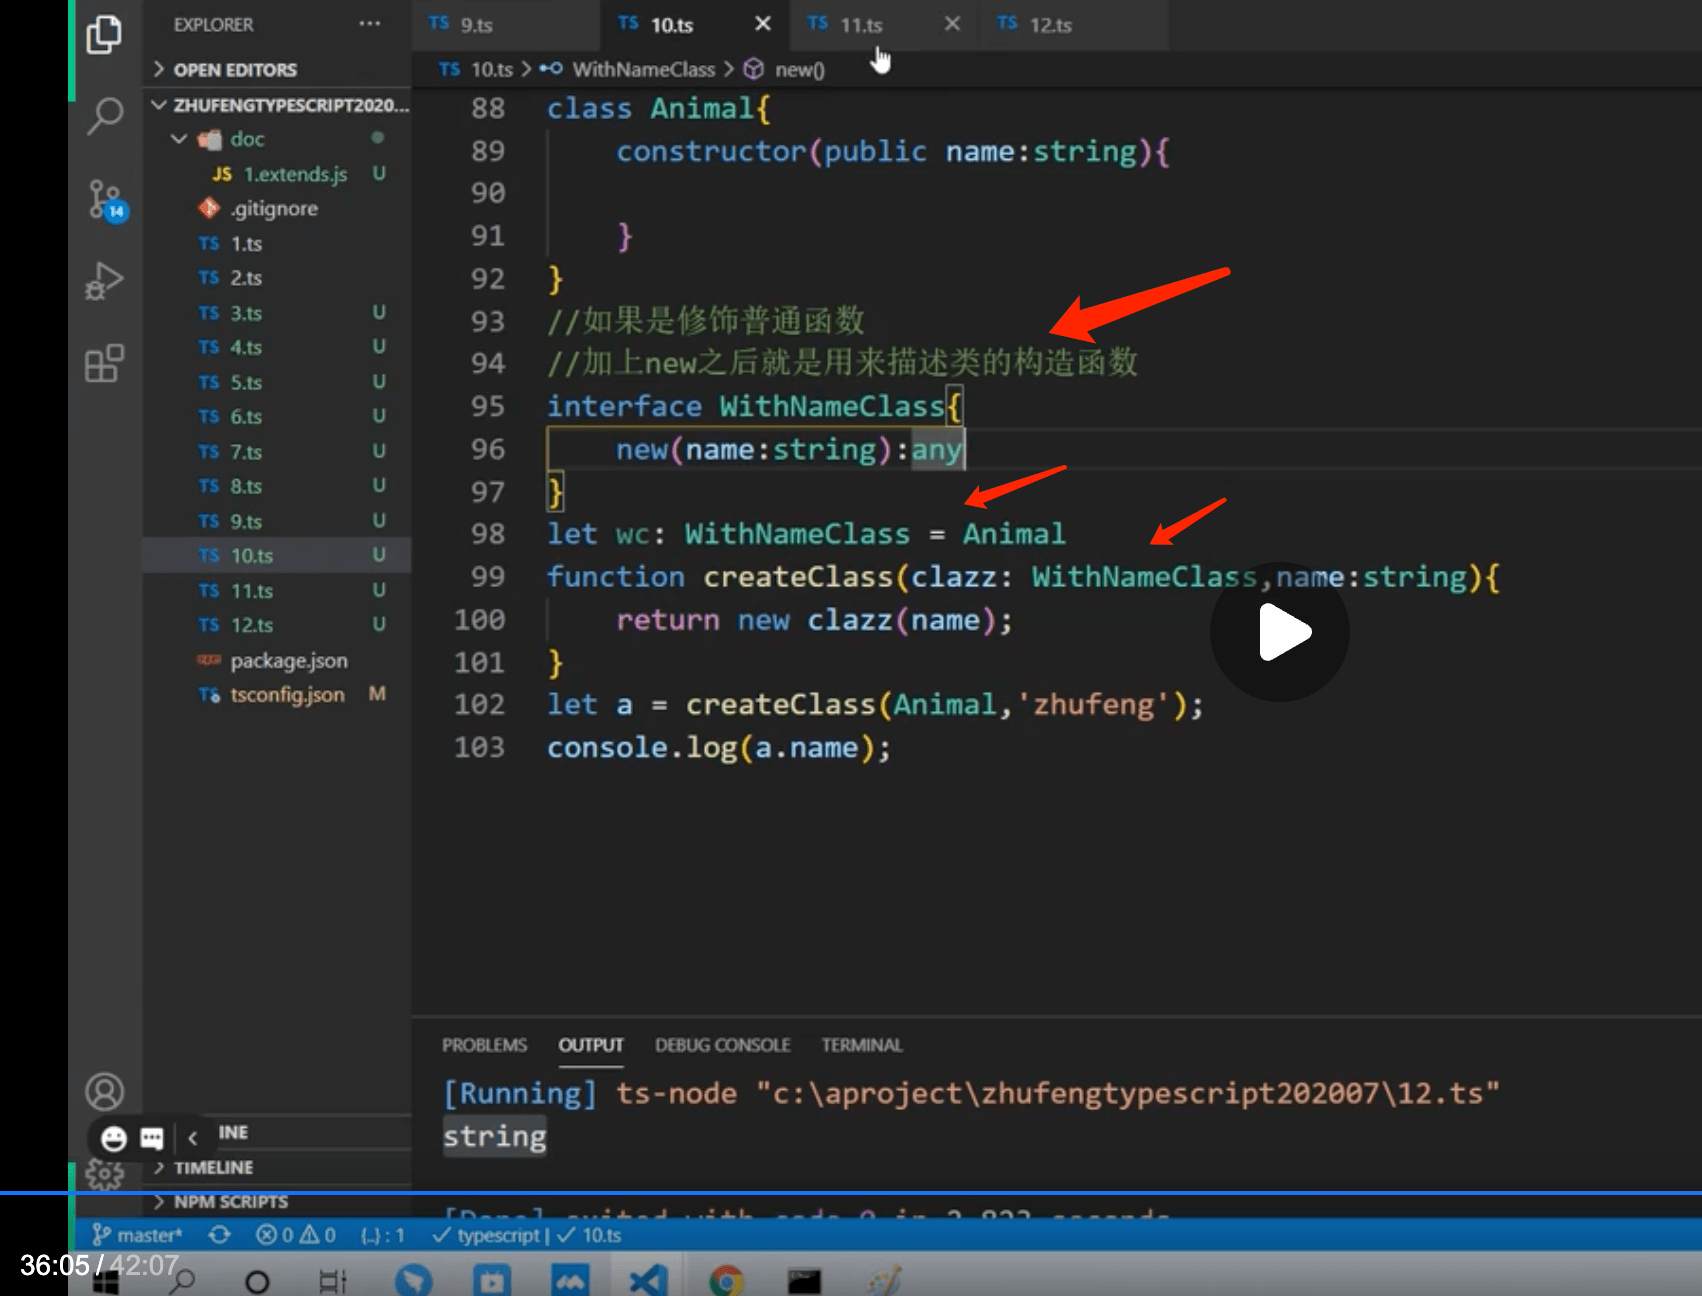 EXPLORER ···
TS 9.ts
TS 10.ts
TS 11.ts
TS 12.ts
OPEN EDITORS
TS 10.ts > WithNameClass > new()
ZHUFENGTYPESCRIPT2020...
doc
JS 1.extends.js U
.gitignore
14
TS 1.ts
TS 2.ts
TS 3.ts U
TS 4.ts U
TS 5.ts U
TS 6.ts U
TS 7.ts U
TS 8.ts U
TS 9.ts U
TS 10.ts U
TS 11.ts U
TS 12.ts U
package.json
tsconfig.json M
88 class Animal{
89 constructor(public name:string){
90
91 }
92 }
93 //如果是修饰普通函数
94 //加上new之后就是用来描述类的构造函数
95 interface WithNameClass{
96 new(name:string):any
97 }
98 let wc: WithNameClass = Animal
99 function createClass(clazz: WithNameClass,name:string){
100 return new clazz(name);
101 }
102 let a = createClass(Animal,'zhufeng');
103 console.log(a.name);
PROBLEMS OUTPUT DEBUG CONSOLE TERMINAL
[Running] ts-node "c:\aproject\zhufengtypescript202007\12.ts"
string
[Done] exited with code 0 in 2.823 seconds
INE
TIMELINE
NPM SCRIPTS
master* 0 0 {..} : 1 typescript | 10.ts
36:05 / 42:07